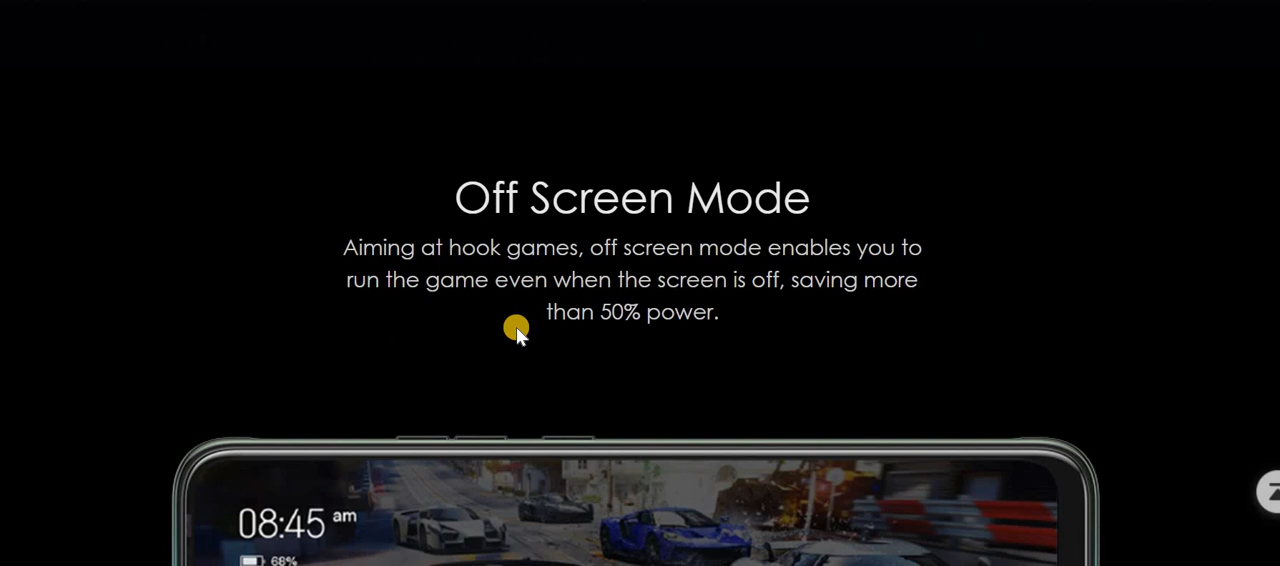 Off Screen Mode
Aiming at hook games, off screen mode enables you to
run the game even when the screen is off, saving more
than 50% power.
08:45 am
68%